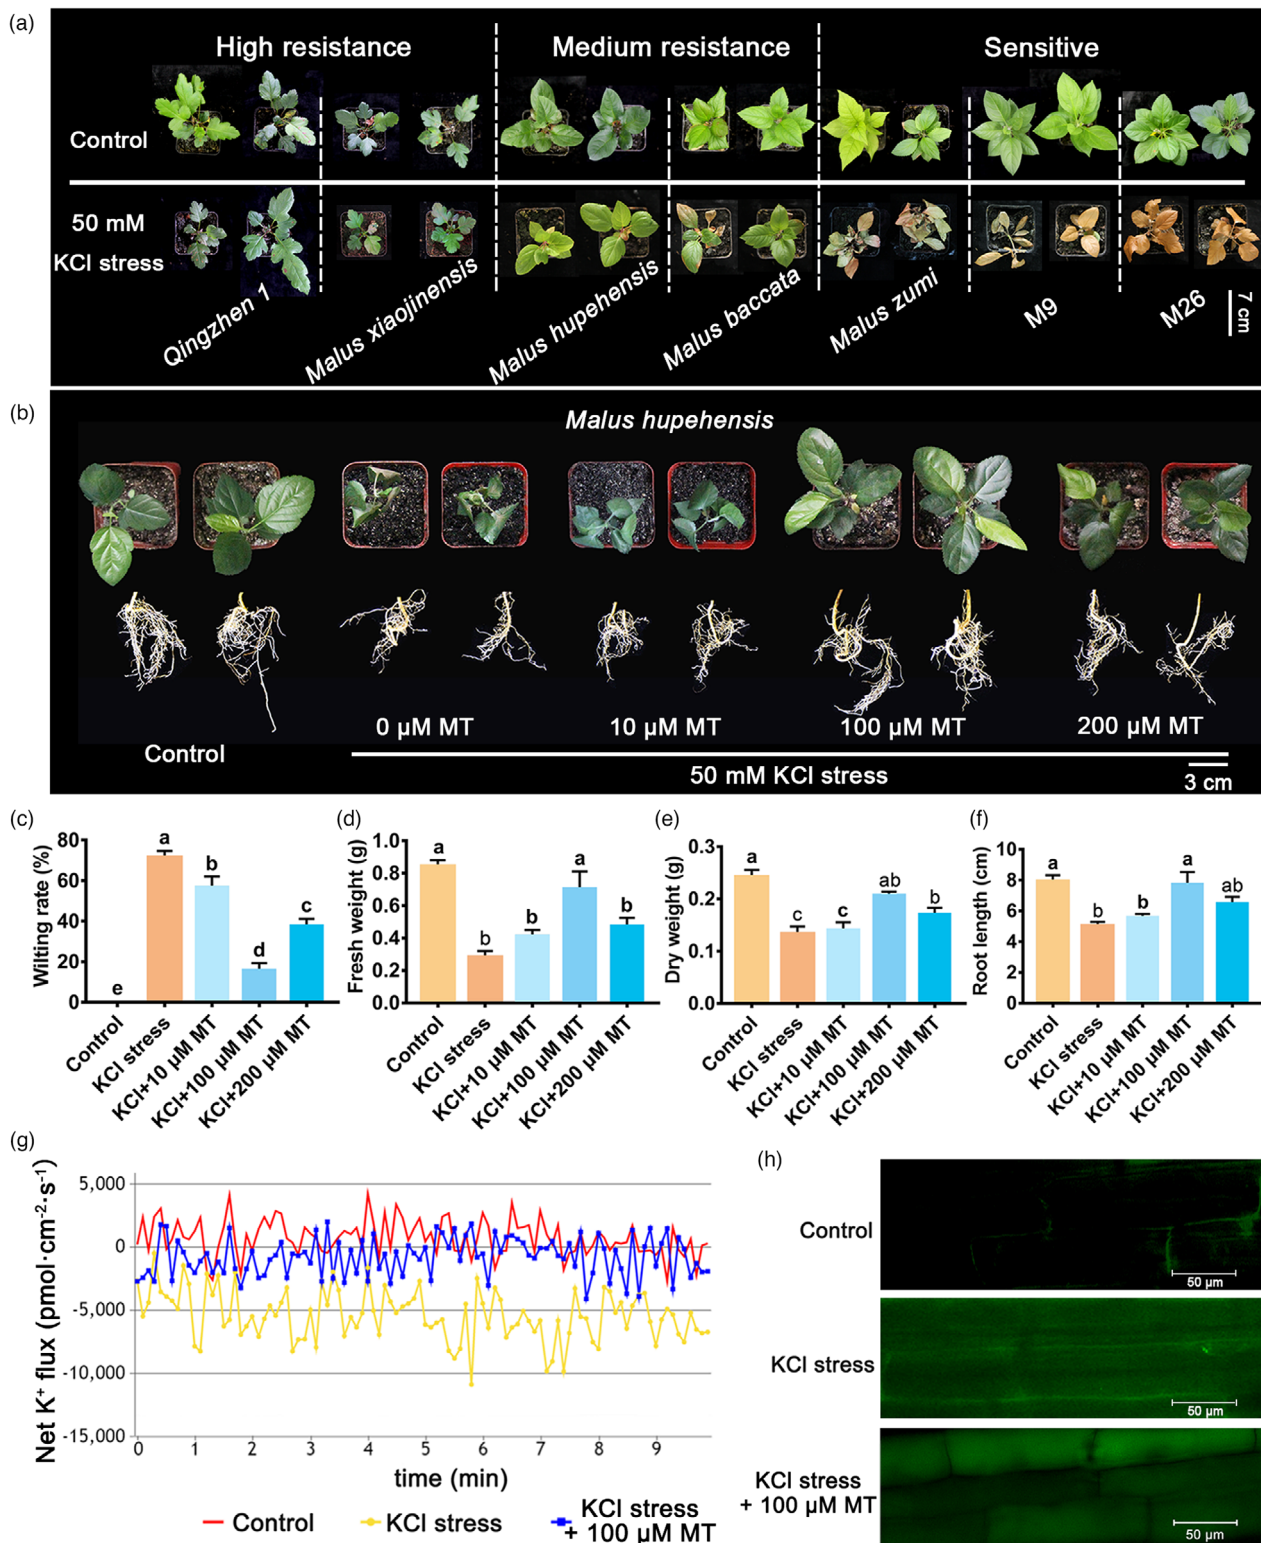 (a)
High resistance
Medium resistance
Sensitive
Control
50 mM
KCl stress
Qingzhen 1
Malus xiaojinensis
Malus hupehensis
Malus baccata
Malus zumi
M9
M26
7 cm
(b)
Malus hupehensis
0 µM MT
10 µM MT
100 µM MT
200 µM MT
Control
50 mM KCl stress
3 cm
(c)
Wilting rate (%)
80
60
40
20
0
e
a
b
d
c
Control
KCl stress
KCl+10 µM MT
KCl+100 µM MT
KCl+200 µM MT
(d)
Fresh weight (g)
1.0
0.8
0.6
0.4
0.2
0.0
a
b
b
a
b
Control
KCl stress
KCl+10 µM MT
KCl+100 µM MT
KCl+200 µM MT
(e)
Dry weight (g)
0.3
0.2
0.1
0.0
a
c
c
ab
b
Control
KCl stress
KCl+10 µM MT
KCl+100 µM MT
KCl+200 µM MT
(f)
Root length (cm)
10
8
6
4
2
0
a
b
b
a
ab
Control
KCl stress
KCl+10 µM MT
KCl+100 µM MT
KCl+200 µM MT
(g)
Net K⁺ flux (pmol·cm⁻²·s⁻¹)
5,000
0
-5,000
-10,000
-15,000
0 1 2 3 4 5 6 7 8 9
time (min)
Control
KCl stress
KCl stress
+ 100 µM MT
(h)
Control
50 µm
KCl stress
50 µm
KCl stress
+ 100 µM MT
50 µm